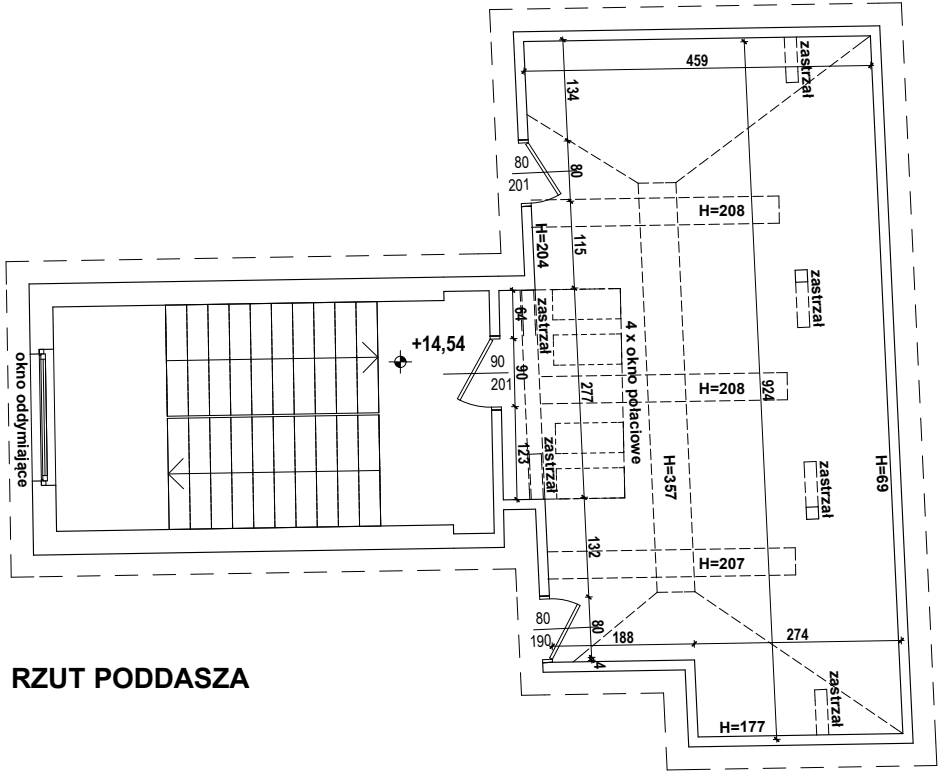 zastrzał
459
134
80
80
201
H=208
H=204
115
zastrzał
64
zastrzał
4 x okno połaciowe
+14,54
90
201
90
277
H=208
924
okno oddymiające
123
zastrzał
H=357
H=69
zastrzał
132
H=207
80
190
80
188
274
4
zastrzał
H=177
RZUT PODDASZA